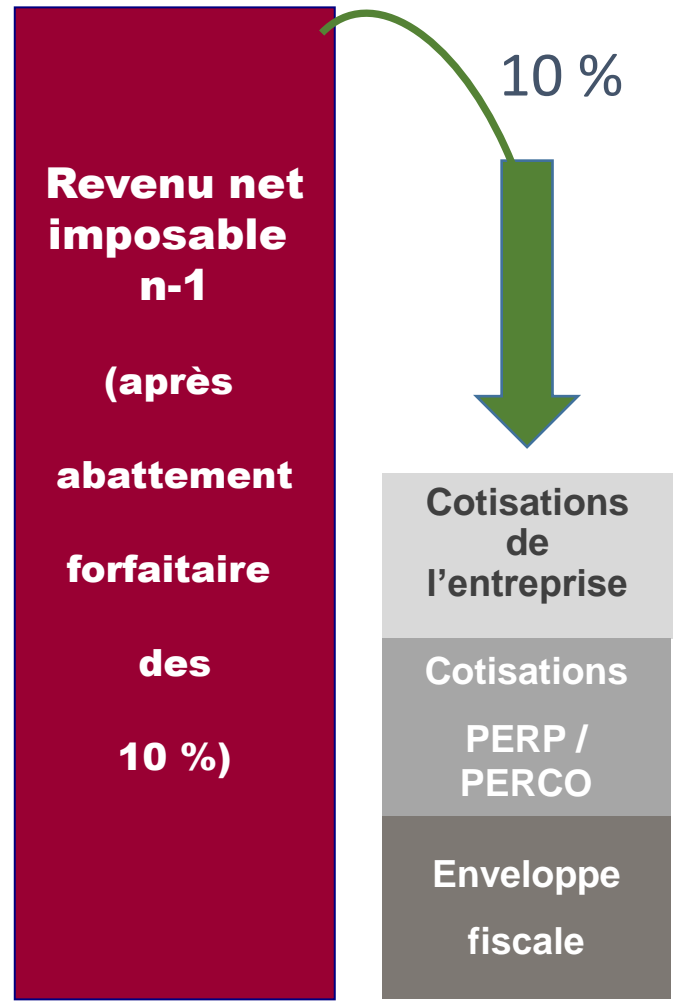 Revenu net
imposable
n-1
(après
abattement
forfaitaire
des
10 %)
10 %
Cotisations
de
l’entreprise
Cotisations
PERP /
PERCO
Enveloppe
fiscale